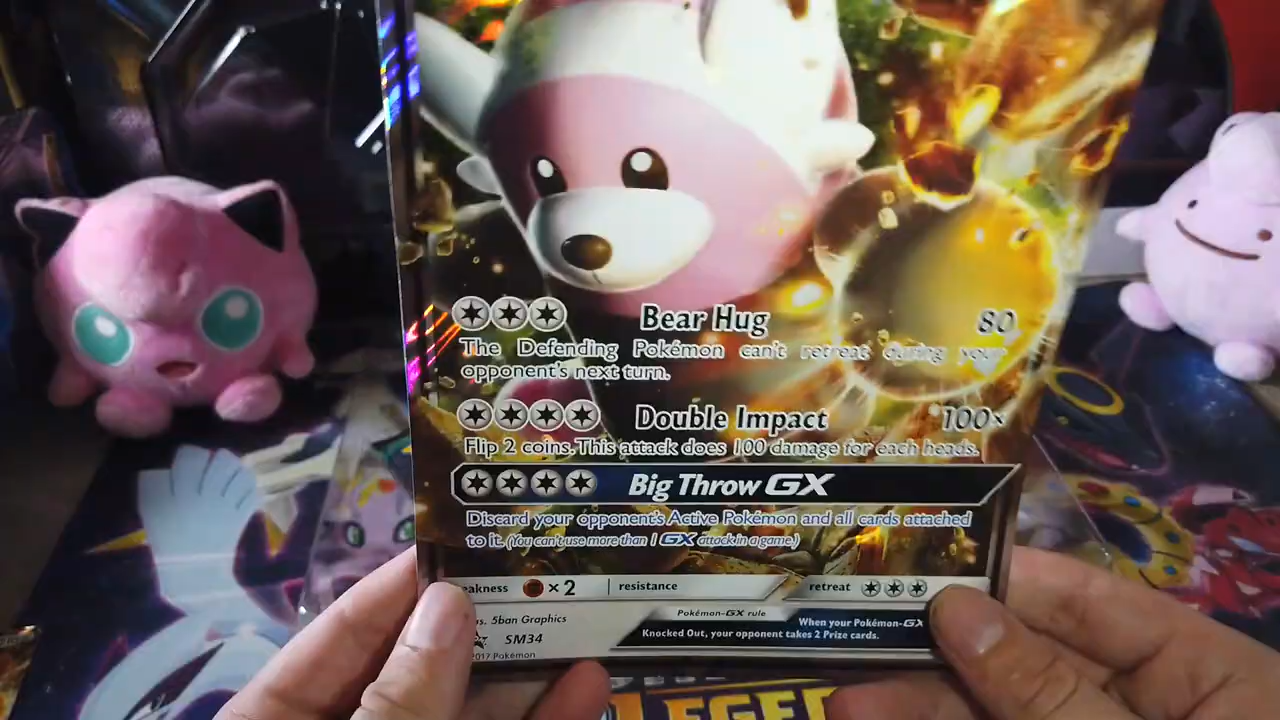 Bear Hug 80
The Defending Pokémon can't retreat during your
opponent's next turn.
Double Impact 100×
Flip 2 coins. This attack does 100 damage for each heads.
Big Throw GX
Discard your opponent's Active Pokémon and all cards attached
to it. (You can't use more than 1 GX attack in a game.)
eakness ×2 resistance retreat
us. 5ban Graphics
Pokémon-GX rule
When your Pokémon-GX
Knocked Out, your opponent takes 2 Prize cards.
SM34
2017 Pokémon
LEGE